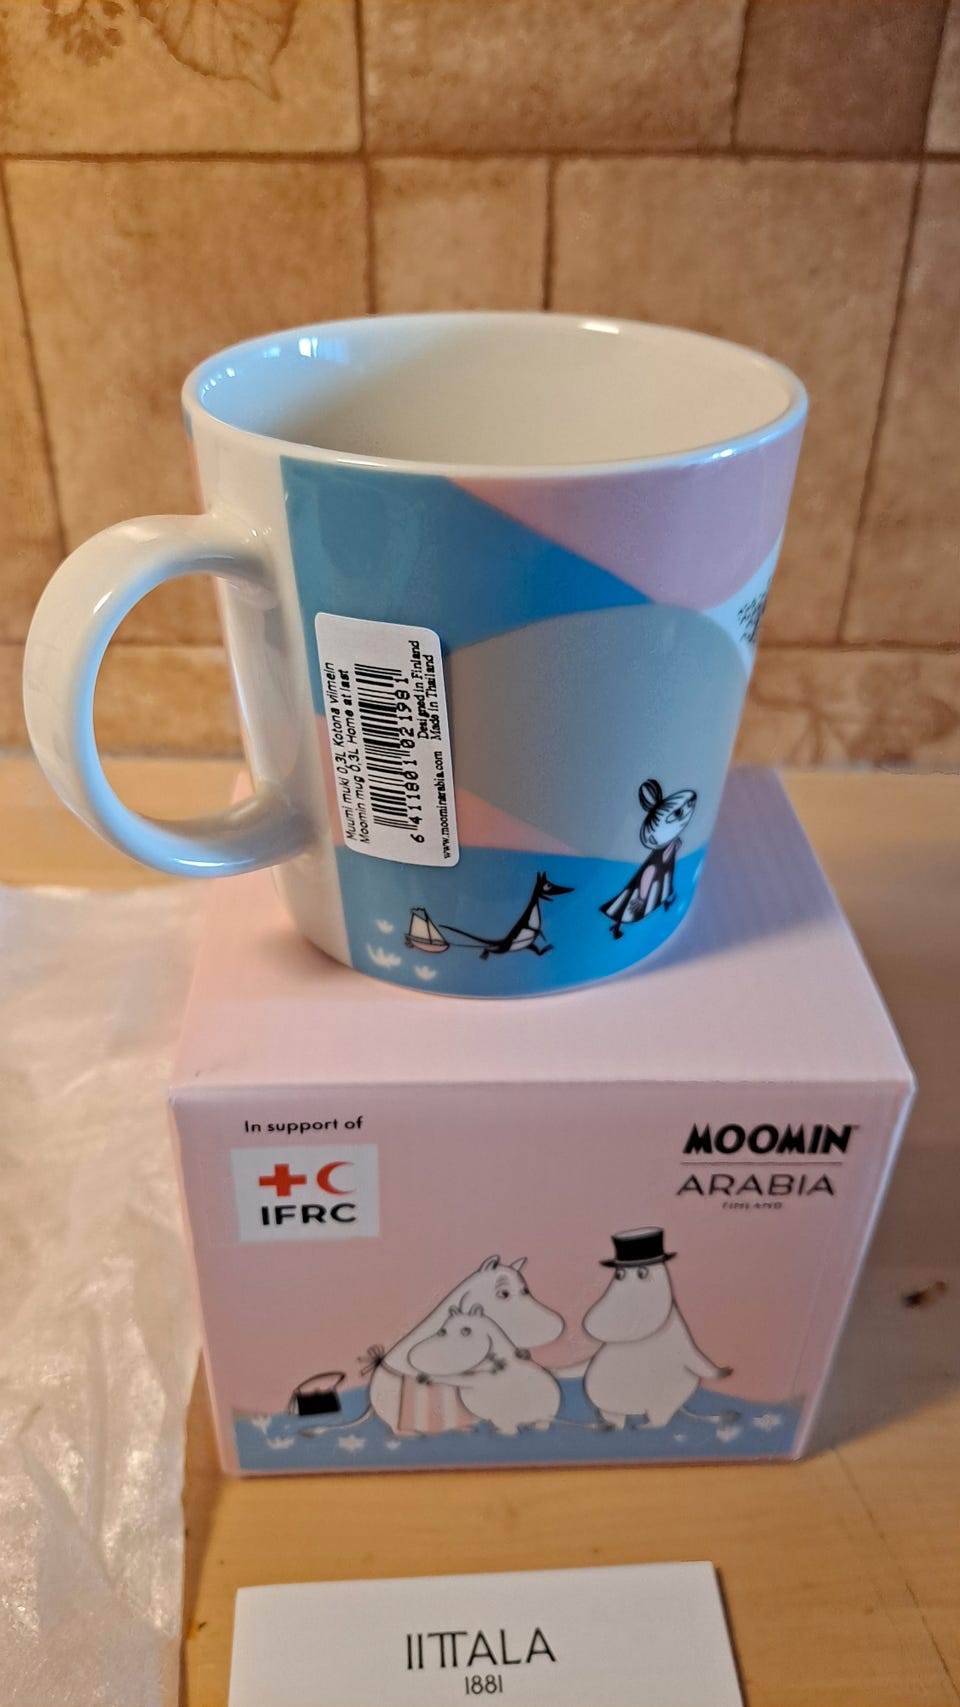 Muumi muki 0,3L Kotona viimein
Moomin mug 0,3L Home at last
6 411801 021981
Designed in Finland
www.moominarabia.com Made in Thailand
In support of
IFRC
MOOMIN
ARABIA
FINLAND
IITTALA
1881